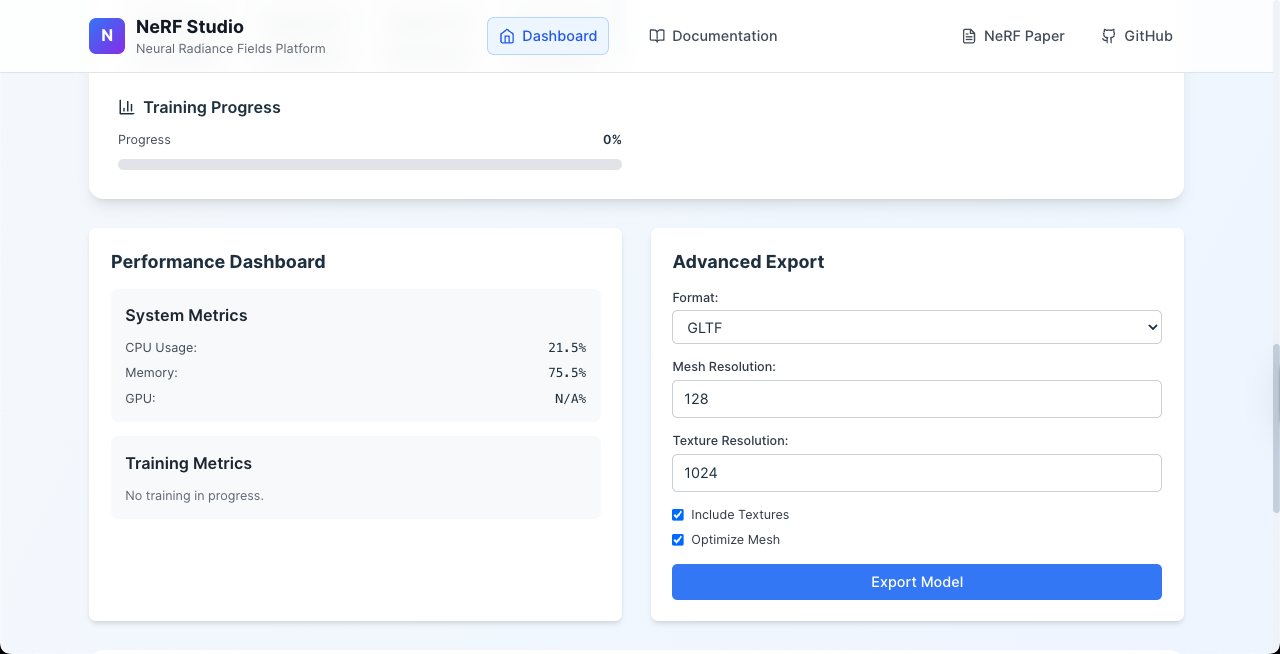 N
NeRF Studio
Neural Radiance Fields Platform
Dashboard
Documentation
NeRF Paper
GitHub
Training Progress
Progress 0%
Performance Dashboard
System Metrics
CPU Usage: 21.5%
Memory: 75.5%
GPU: N/A%
Training Metrics
No training in progress.
Advanced Export
Format:
GLTF
Mesh Resolution:
128
Texture Resolution:
1024
Include Textures
Optimize Mesh
Export Model